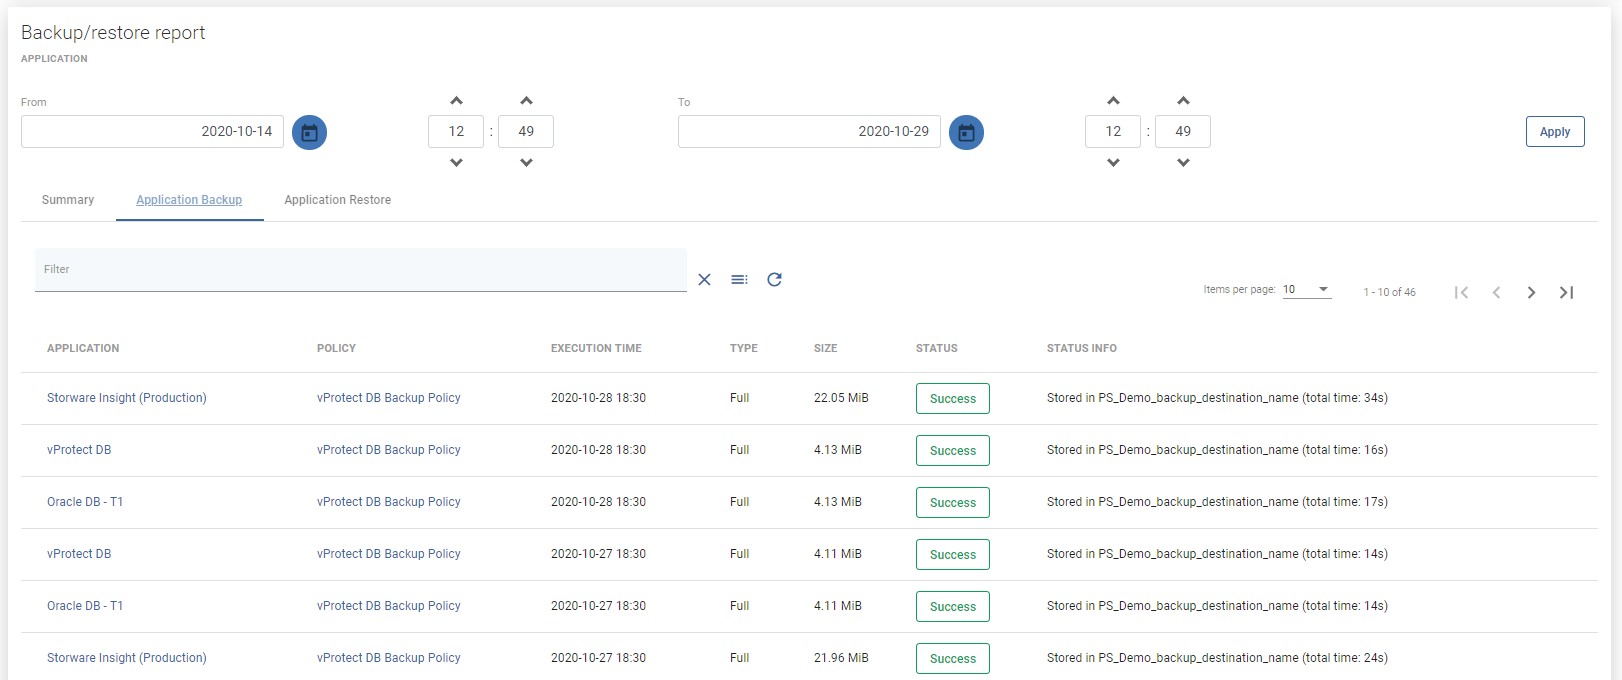 Backup/restore report
APPLICATION
From
To
2020-10-14 12 : 49 2020-10-29 12 : 49 Apply
Summary Application Backup Application Restore
Filter
Items per page: 10 1 - 10 of 46
APPLICATION POLICY EXECUTION TIME TYPE SIZE STATUS STATUS INFO
Storware Insight (Production) vProtect DB Backup Policy 2020-10-28 18:30 Full 22.05 MiB Success Stored in PS_Demo_backup_destination_name (total time: 34s)
vProtect DB vProtect DB Backup Policy 2020-10-28 18:30 Full 4.13 MiB Success Stored in PS_Demo_backup_destination_name (total time: 16s)
Oracle DB - T1 vProtect DB Backup Policy 2020-10-28 18:30 Full 4.13 MiB Success Stored in PS_Demo_backup_destination_name (total time: 17s)
vProtect DB vProtect DB Backup Policy 2020-10-27 18:30 Full 4.11 MiB Success Stored in PS_Demo_backup_destination_name (total time: 14s)
Oracle DB - T1 vProtect DB Backup Policy 2020-10-27 18:30 Full 4.11 MiB Success Stored in PS_Demo_backup_destination_name (total time: 14s)
Storware Insight (Production) vProtect DB Backup Policy 2020-10-27 18:30 Full 21.96 MiB Success Stored in PS_Demo_backup_destination_name (total time: 24s)